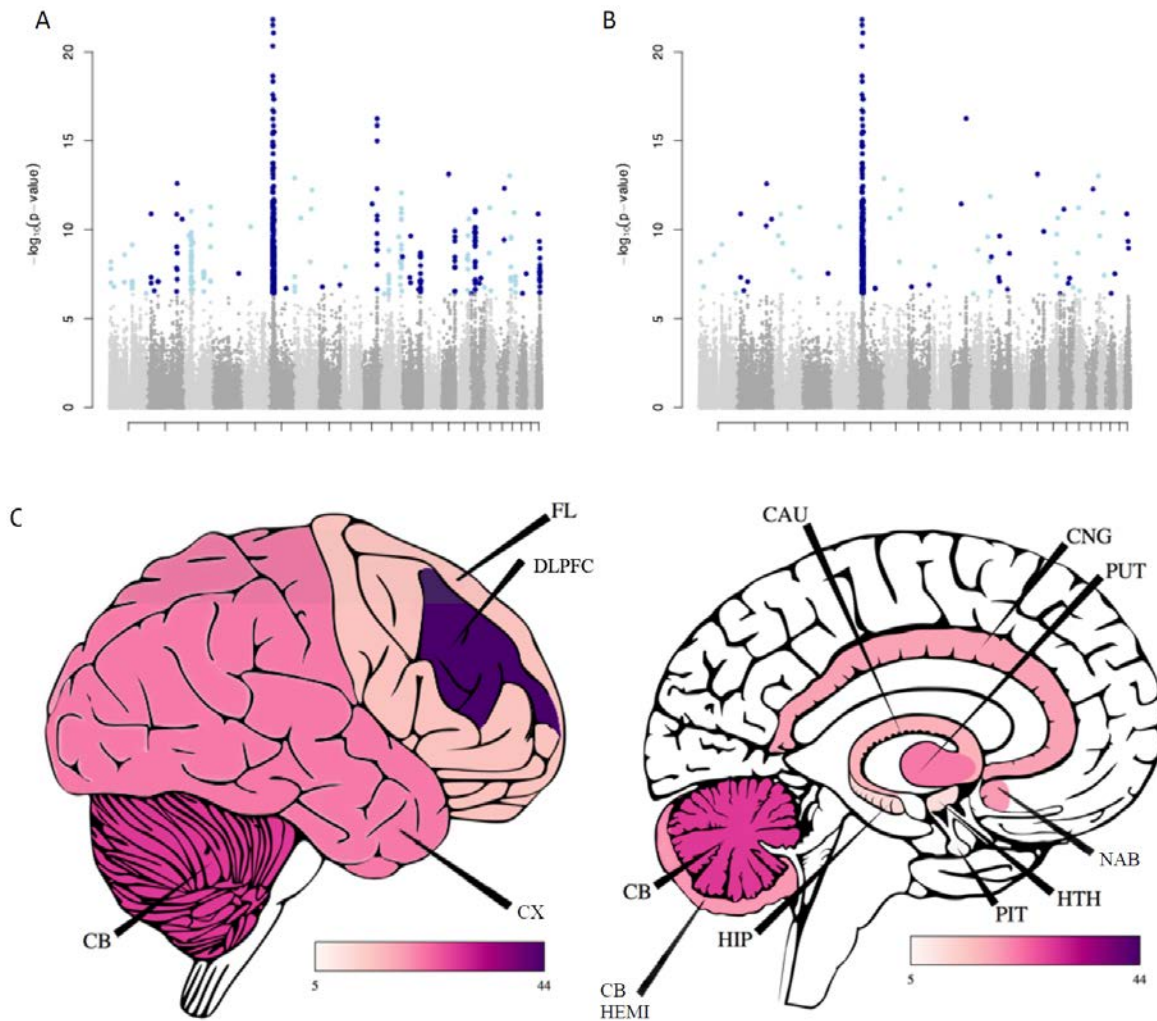 A
B
20
15
10
5
0
−log₁₀(p−value)
20
15
10
5
0
−log₁₀(p−value)
C
FL
DLPFC
CB
CX
5
44
CAU
CNG
PUT
CB
HIP
CB
HEMI
PIT
HTH
NAB
5
44